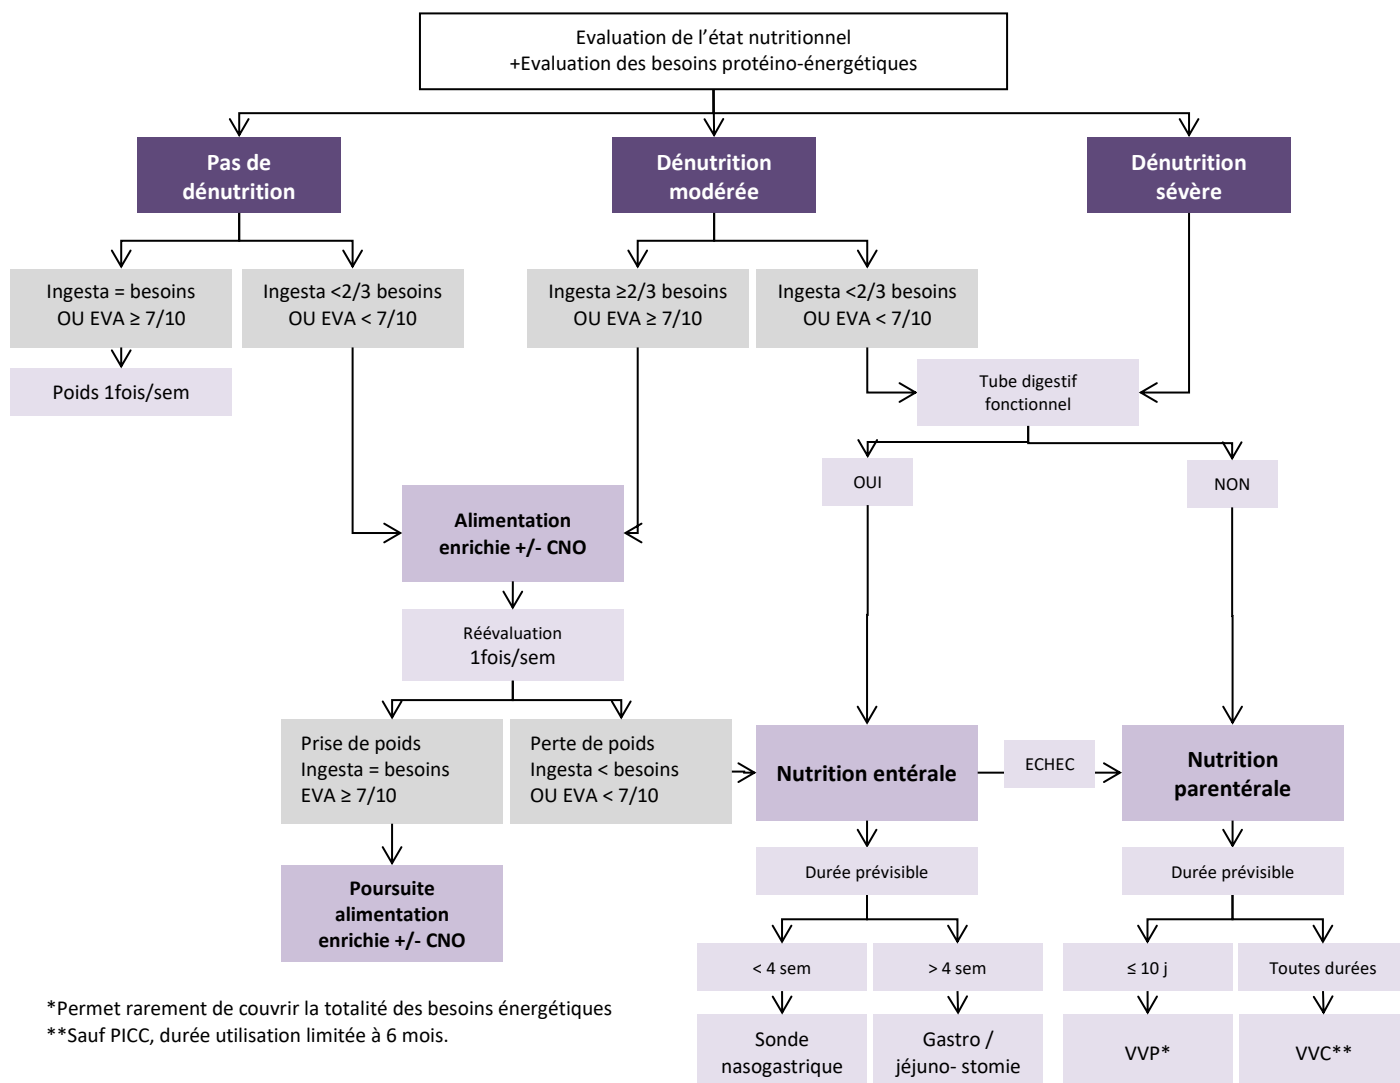 Evaluation de l'état nutritionnel
+Evaluation des besoins protéino-énergétiques
Pas de
dénutrition
Dénutrition
modérée
Dénutrition
sévère
Ingesta = besoins
OU EVA ≥ 7/10
Ingesta <2/3 besoins
OU EVA < 7/10
Ingesta ≥2/3 besoins
OU EVA ≥ 7/10
Ingesta <2/3 besoins
OU EVA < 7/10
Poids 1fois/sem
Tube digestif
fonctionnel
OUI
NON
Alimentation
enrichie +/- CNO
Réévaluation
1fois/sem
Prise de poids
Ingesta = besoins
EVA ≥ 7/10
Perte de poids
Ingesta < besoins
OU EVA < 7/10
Nutrition entérale
ECHEC
Nutrition
parentérale
Poursuite
alimentation
enrichie +/- CNO
Durée prévisible
Durée prévisible
< 4 sem
> 4 sem
≤ 10 j
Toutes durées
Sonde
nasogastrique
Gastro /
jéjuno- stomie
VVP*
VVC**
*Permet rarement de couvrir la totalité des besoins énergétiques
**Sauf PICC, durée utilisation limitée à 6 mois.